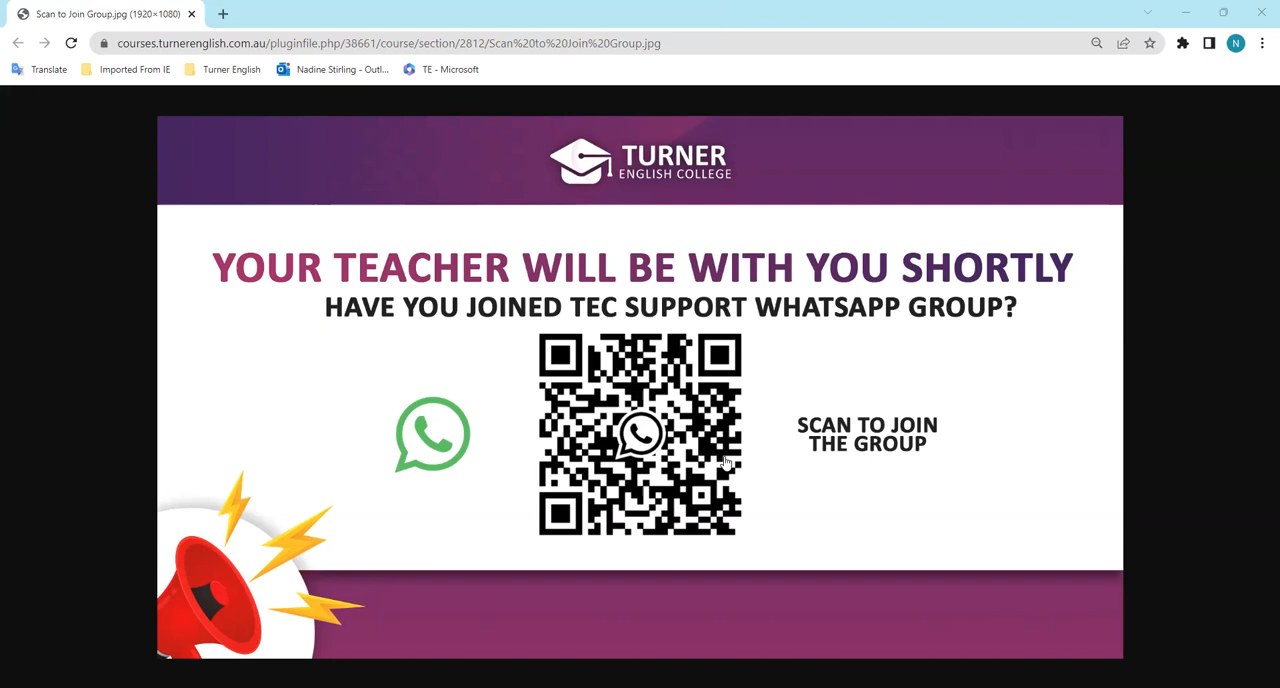 Scan to Join Group.jpg (1920×1080)
courses.turnerenglish.com.au/pluginfile.php/38661/course/section/2812/Scan%20to%20Join%20Group.jpg
N
Translate
Imported From IE
Turner English
Nadine Stirling - Outl...
TE - Microsoft
TURNER
ENGLISH COLLEGE
YOUR TEACHER WILL BE WITH YOU SHORTLY
HAVE YOU JOINED TEC SUPPORT WHATSAPP GROUP?
SCAN TO JOIN
THE GROUP